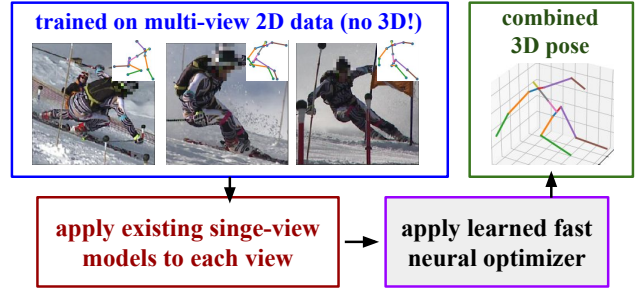 trained on multi-view 2D data (no 3D!)
combined
3D pose
apply existing singe-view
models to each view
apply learned fast
neural optimizer